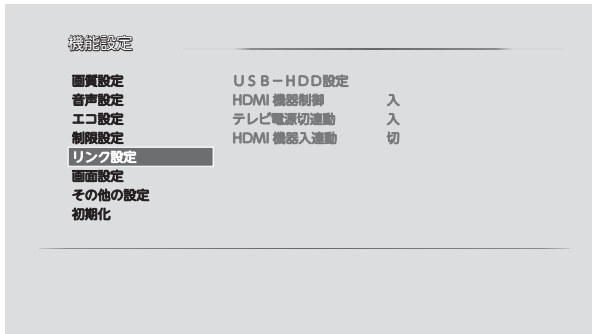 機能設定
画質設定
音声設定
エコ設定
制限設定
リンク設定
画面設定
その他の設定
初期化
ＵＳＢ－ＨＤＤ設定
HDMI 機器制御 入
テレビ電源切連動 入
HDMI 機器入連動 切